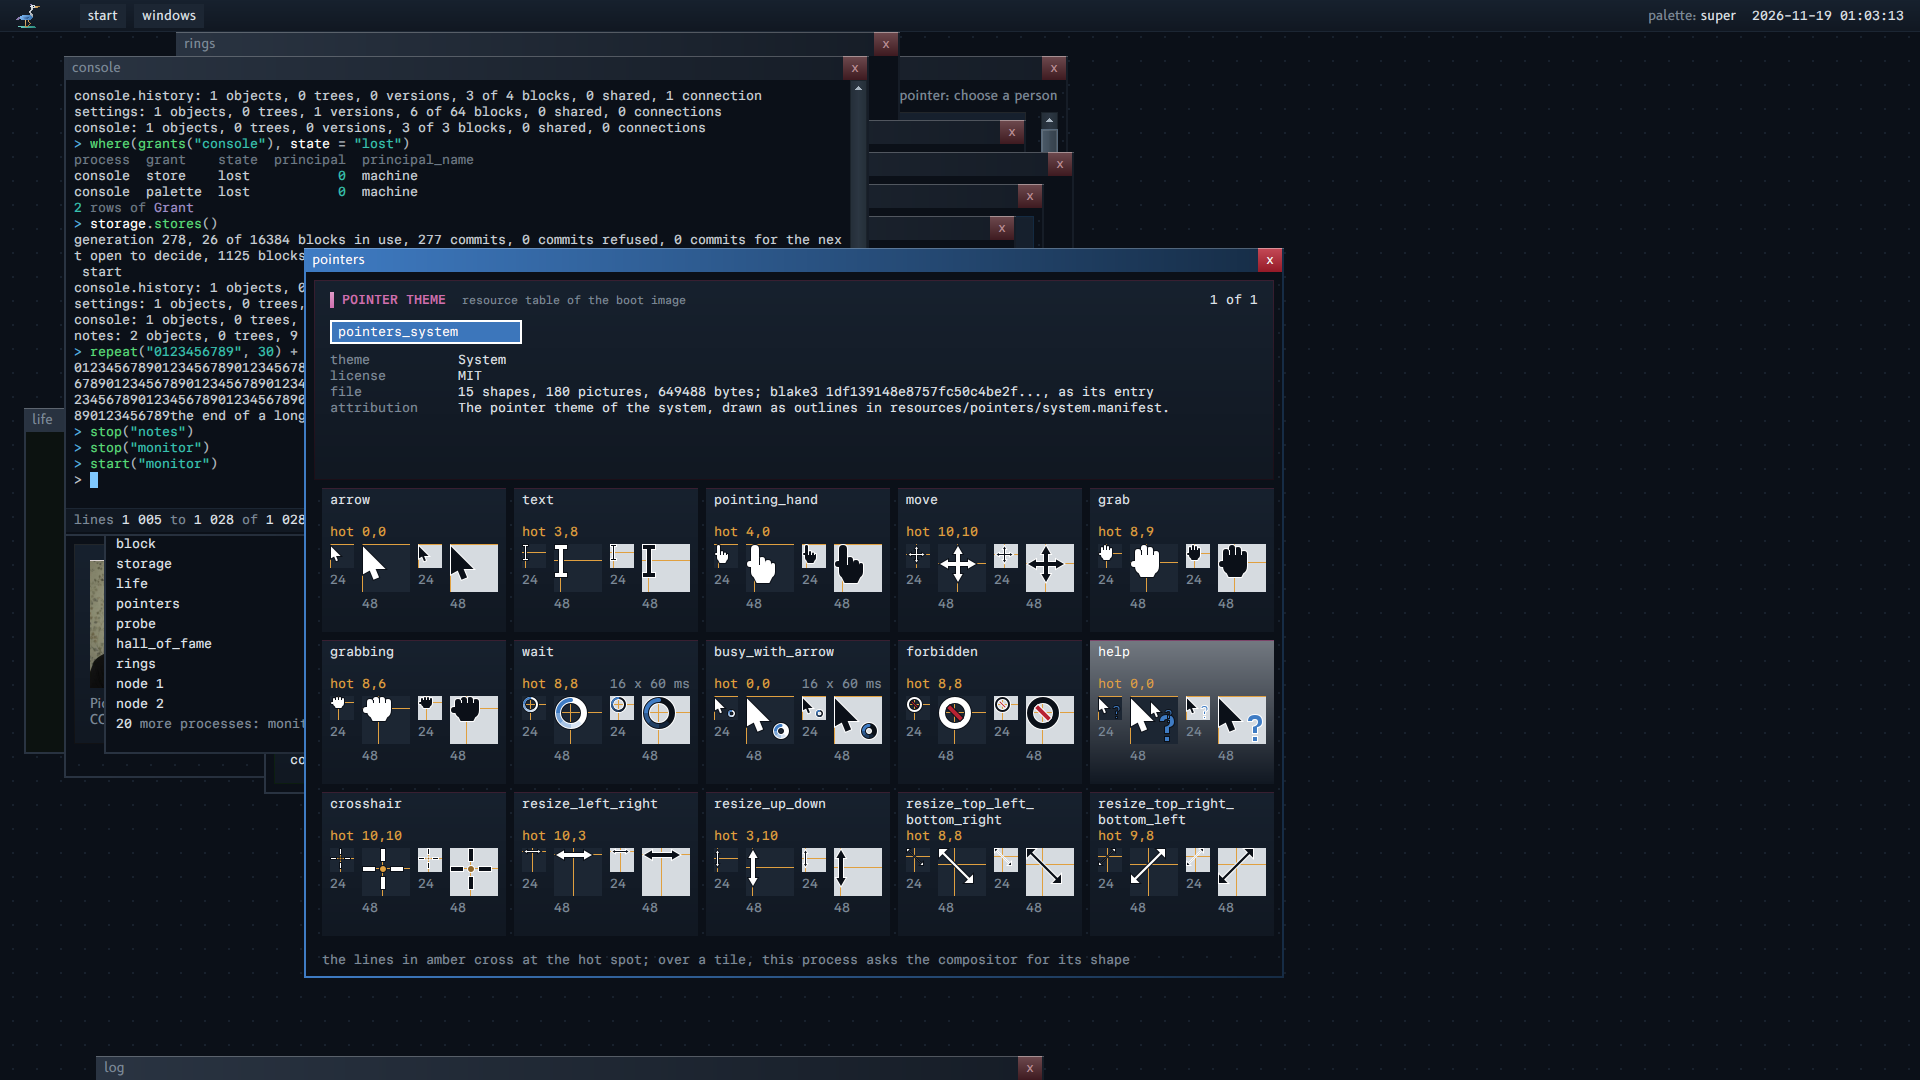 start windows palette: super 2026-11-19 01:03:13
rings x
console x
x
pointer: choose a person
console.history: 1 objects, 0 trees, 0 versions, 3 of 4 blocks, 0 shared, 1 connection
settings: 1 objects, 0 trees, 1 versions, 6 of 64 blocks, 0 shared, 0 connections
console: 1 objects, 0 trees, 0 versions, 3 of 3 blocks, 0 shared, 0 connections
x
> where(grants("console"), state = "lost")
process grant state principal principal_name
x
console store lost 0 machine
console palette lost 0 machine
x
2 rows of Grant
> storage.stores()
x
generation 278, 26 of 16384 blocks in use, 277 commits, 0 commits refused, 0 commits for the nex
t open to decide, 1125 blocks
start
console.history: 1 objects, 0
settings: 1 objects, 0 trees,
console: 1 objects, 0 trees,
notes: 2 objects, 0 trees, 9
> repeat("0123456789", 30) +
01234567890123456789012345678
67890123456789012345678901234
23456789012345678901234567890
890123456789the end of a long
> stop("notes")
> stop("monitor")
> start("monitor")
>
lines 1 005 to 1 028 of 1 028
life
block
storage
life
pointers
probe
hall_of_fame
rings
node 1
node 2
20 more processes: monit
Pic
CC
co
pointers x
POINTER THEME resource table of the boot image 1 of 1
pointers_system
theme System
license MIT
file 15 shapes, 180 pictures, 649488 bytes; blake3 1df139148e8757fc50c4be2f..., as its entry
attribution The pointer theme of the system, drawn as outlines in resources/pointers/system.manifest.
arrow text pointing_hand move grab
hot 0,0 hot 3,8 hot 4,0 hot 10,10 hot 8,9
24 24 24 24 24 24 24 24 24 24
48 48 48 48 48 48 48 48 48 48
grabbing wait busy_with_arrow forbidden help
hot 8,6 hot 8,8 16 x 60 ms hot 0,0 16 x 60 ms hot 8,8 hot 0,0
24 24 24 24 24 24 24 24 24 24
48 48 48 48 48 48 48 48 48 48
crosshair resize_left_right resize_up_down resize_top_left_ resize_top_right_
bottom_right bottom_left
hot 10,10 hot 10,3 hot 3,10 hot 8,8 hot 9,8
24 24 24 24 24 24 24 24 24 24
48 48 48 48 48 48 48 48 48 48
the lines in amber cross at the hot spot; over a tile, this process asks the compositor for its shape
log x